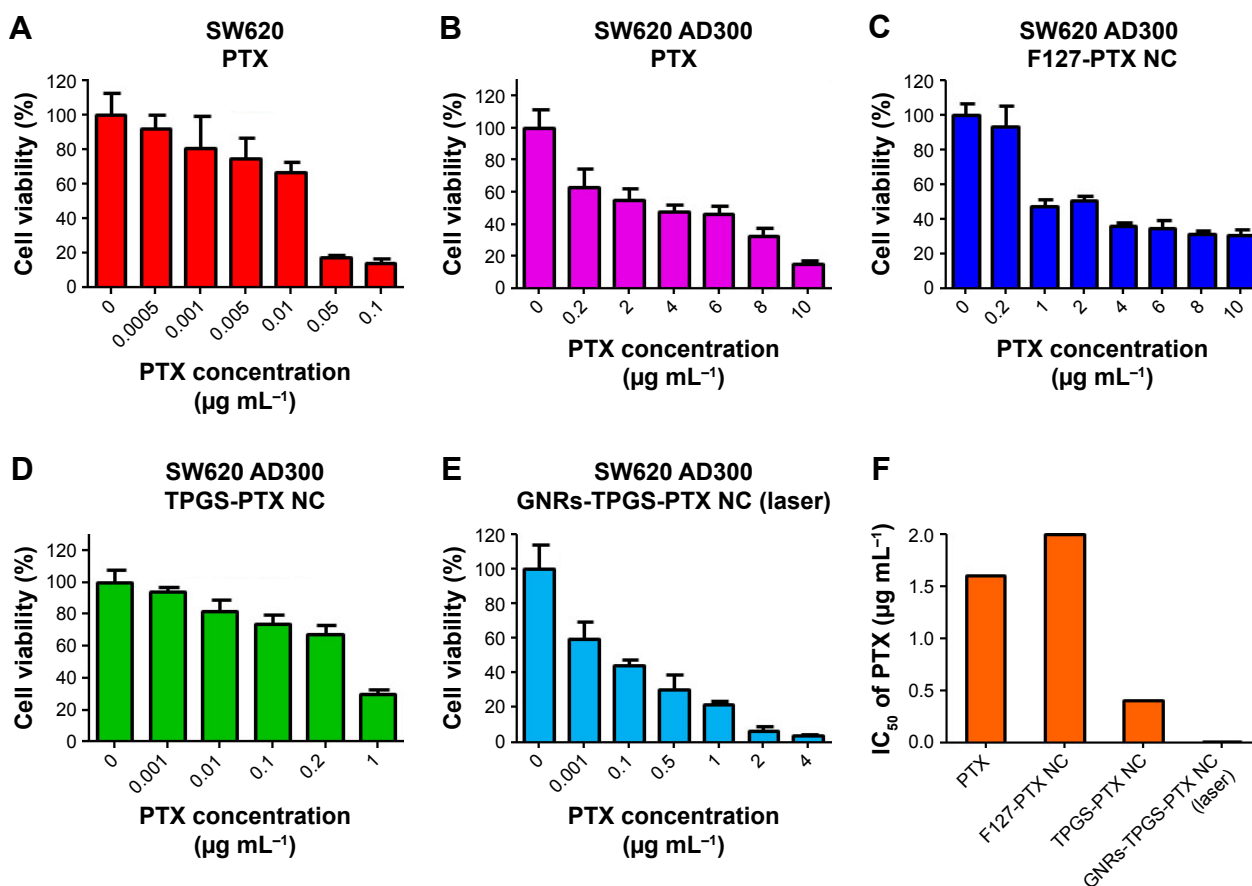 A
SW620
PTX
Cell viability (%)
120
100
80
60
40
20
0
0
0.0005
0.001
0.005
0.01
0.05
0.1
PTX concentration
(µg mL⁻¹)
B
SW620 AD300
PTX
Cell viability (%)
120
100
80
60
40
20
0
0
0.2
2
4
6
8
10
PTX concentration
(µg mL⁻¹)
C
SW620 AD300
F127-PTX NC
Cell viability (%)
120
100
80
60
40
20
0
0
0.2
1
2
4
6
8
10
PTX concentration
(µg mL⁻¹)
D
SW620 AD300
TPGS-PTX NC
Cell viability (%)
120
100
80
60
40
20
0
0
0.001
0.01
0.1
0.2
1
PTX concentration
(µg mL⁻¹)
E
SW620 AD300
GNRs-TPGS-PTX NC (laser)
Cell viability (%)
120
100
80
60
40
20
0
0
0.001
0.1
0.5
1
2
4
PTX concentration
(µg mL⁻¹)
F
IC₅₀ of PTX (µg mL⁻¹)
2.0
1.5
1.0
0.5
0.0
PTX
F127-PTX NC
TPGS-PTX NC
GNRs-TPGS-PTX NC
(laser)